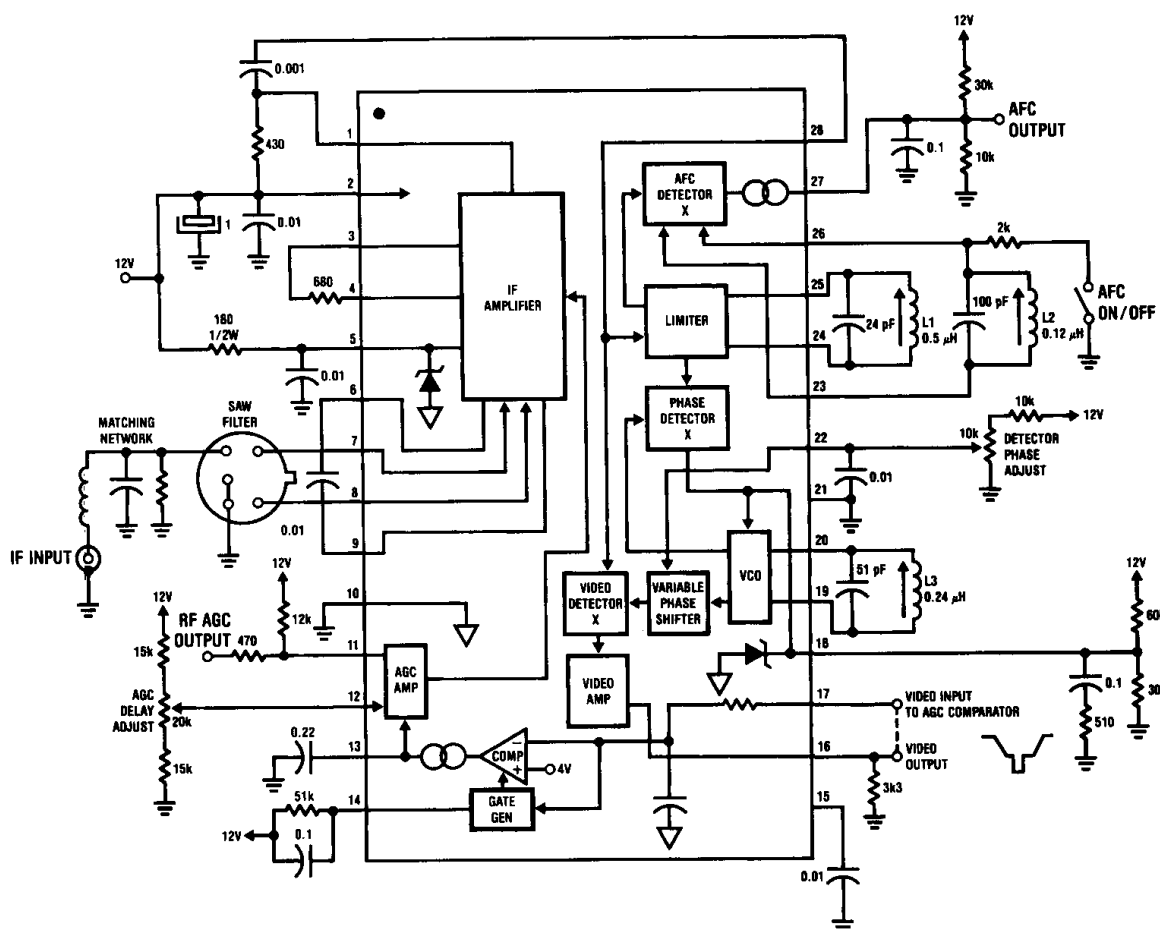 12V
0.001
30k
AFC
OUTPUT
1
28
430
0.1
10k
AFC
DETECTOR
X
27
2
1
0.01
3
26
2k
12V
IF
AMPLIFIER
680
4
25
LIMITER
24 pF
L1
0.5 μH
100 pF
L2
0.12 μH
AFC
ON/OFF
180
1/2W
5
24
0.01
6
23
PHASE
DETECTOR
X
MATCHING
NETWORK
SAW
FILTER
7
22
10k
12V
10k
DETECTOR
PHASE
ADJUST
8
21
0.01
0.01
9
20
IF INPUT
VCO
51 pF
L3
0.24 μH
12V
12V
10
19
VIDEO
DETECTOR
X
VARIABLE
PHASE
SHIFTER
12V
RF AGC
OUTPUT
12k
470
11
18
15k
AGC
AMP
0.1
AGC
DELAY
ADJUST
20k
12
VIDEO
AMP
17
VIDEO INPUT
TO AGC COMPARATOR
510
15k
0.22
13
COMP
−
+
4V
16
VIDEO
OUTPUT
3k3
51k
14
GATE
GEN
15
12V
0.1
0.01